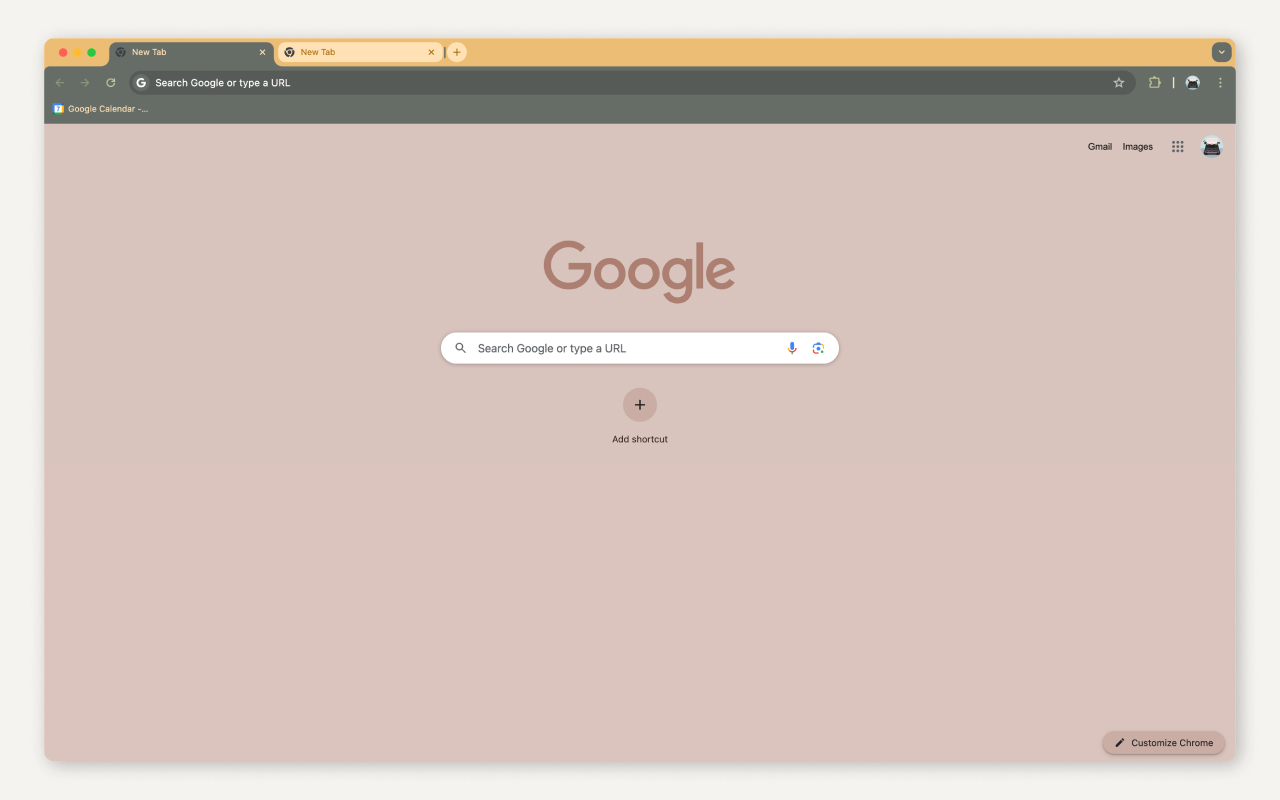 New Tab
New Tab
Search Google or type a URL
Google Calendar -...
Gmail Images
Google
Search Google or type a URL
Add shortcut
Customize Chrome